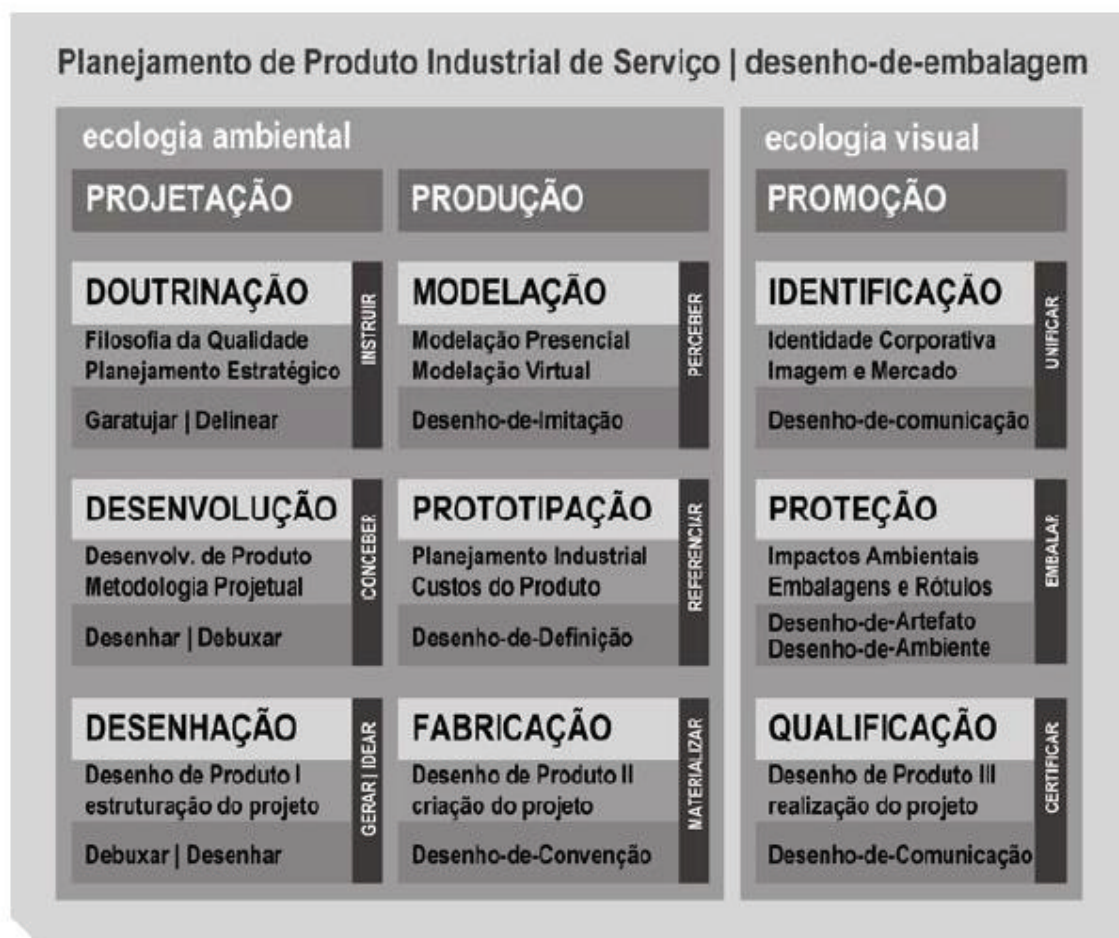 Planejamento de Produto Industrial de Serviço | desenho-de-embalagem
ecologia ambiental
PROJETAÇÃO
DOUTRINAÇÃO
Filosofia da Qualidade
Planejamento Estratégico
Garatujar | Delinear
INSTRUIR
DESENVOLUÇÃO
Desenvolv. de Produto
Metodologia Projetual
Desenhar | Debuxar
CONCEBER
DESENHAÇÃO
Desenho de Produto I
estruturação do projeto
Debuxar | Desenhar
GERAR | IDEAR
PRODUÇÃO
MODELAÇÃO
Modelação Presencial
Modelação Virtual
Desenho-de-Imitação
PERCEBER
PROTOTIPAÇÃO
Planejamento Industrial
Custos do Produto
Desenho-de-Definição
REFERENCIAR
FABRICAÇÃO
Desenho de Produto II
criação do projeto
Desenho-de-Convenção
MATERIALIZAR
ecologia visual
PROMOÇÃO
IDENTIFICAÇÃO
Identidade Corporativa
Imagem e Mercado
Desenho-de-comunicação
UNIFICAR
PROTEÇÃO
Impactos Ambientais
Embalagens e Rótulos
Desenho-de-Artefato
Desenho-de-Ambiente
EMBALAR
QUALIFICAÇÃO
Desenho de Produto III
realização do projeto
Desenho-de-Comunicação
CERTIFICAR